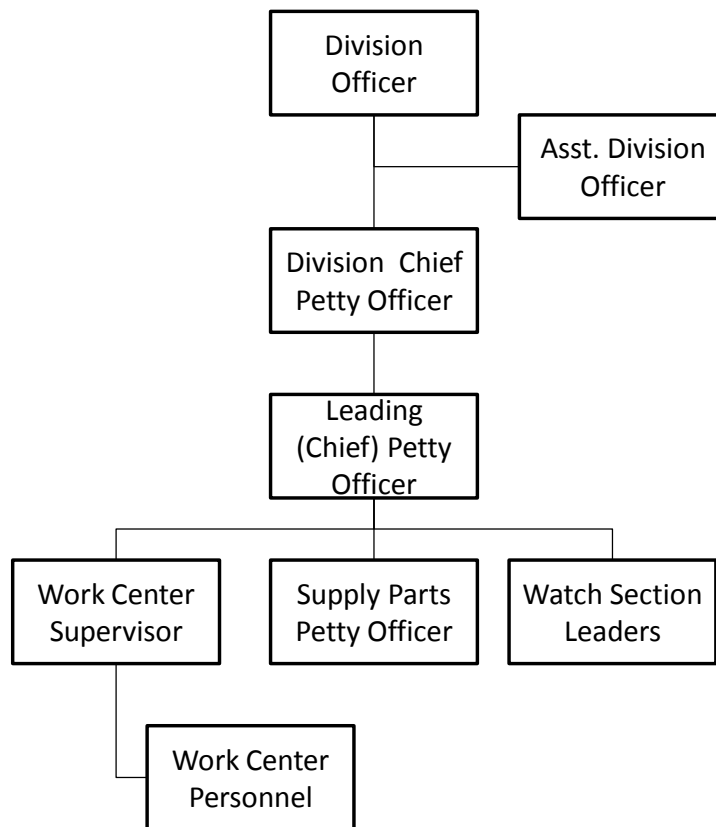 Division
Officer
Asst. Division
Officer
Division  Chief
Petty Officer
Leading
(Chief) Petty
Officer
Work Center
Supervisor
Supply Parts
Petty Officer
Watch Section
Leaders
Work Center
Personnel